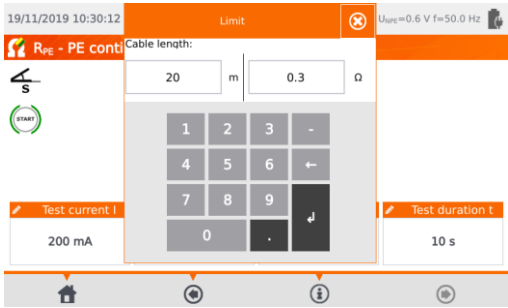 19/11/2019 10:30:12
Limit
UNPE=0.6 V f=50.0 Hz
RPE - PE conti
Cable length:
20 m 0.3 Ω
S
START
1 2 3 -
4 5 6 ←
7 8 9 ↲
0 .
Test current I
Test duration t
200 mA
10 s